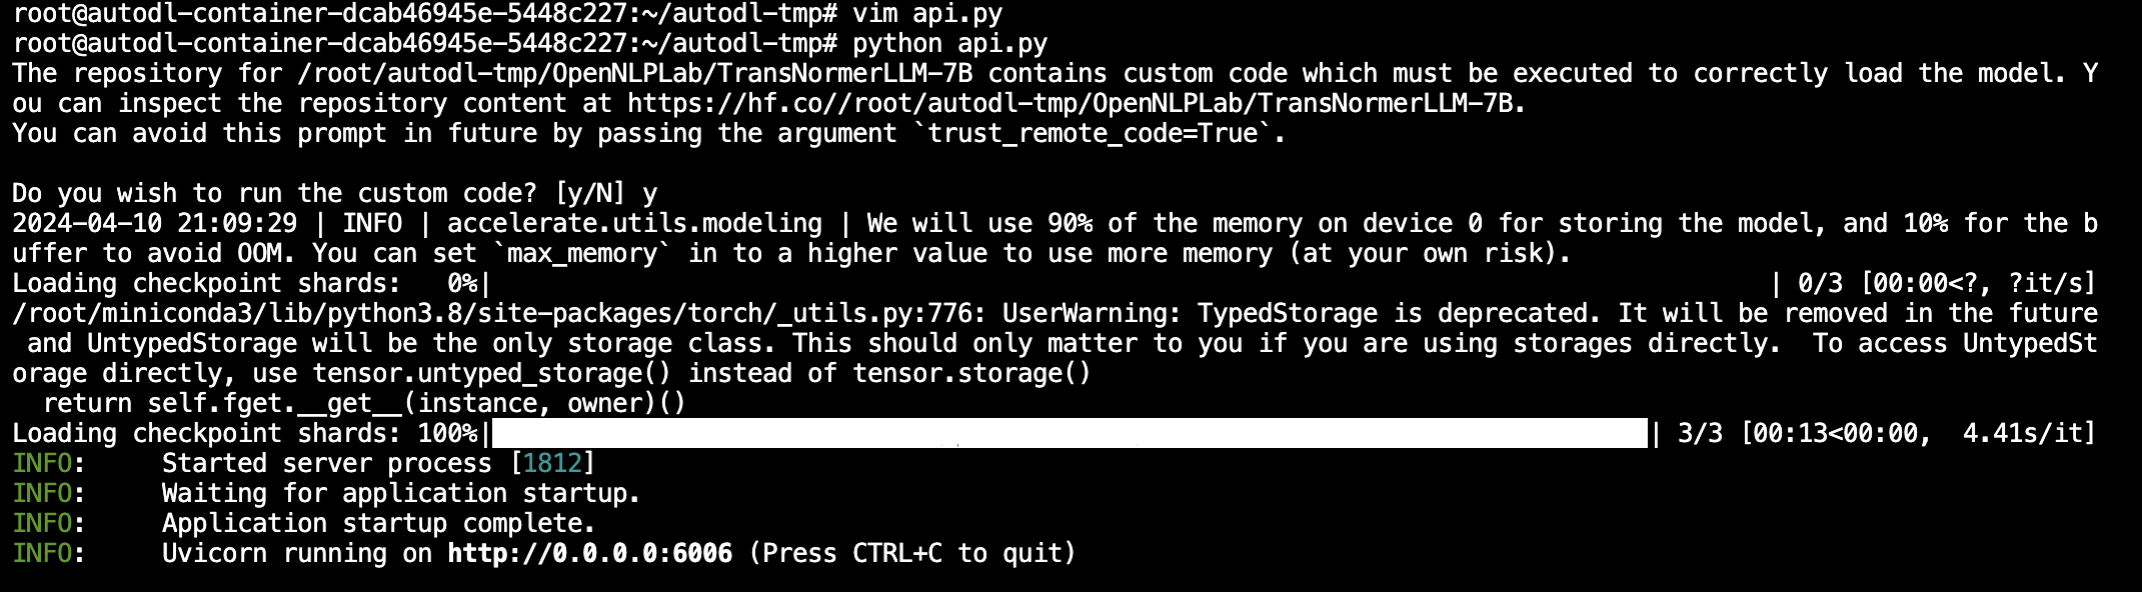 root@autodl-container-dcab46945e-5448c227:~/autodl-tmp# vim api.py
root@autodl-container-dcab46945e-5448c227:~/autodl-tmp# python api.py
The repository for /root/autodl-tmp/OpenNLPLab/TransNormerLLM-7B contains custom code which must be executed to correctly load the model. Y
ou can inspect the repository content at https://hf.co//root/autodl-tmp/OpenNLPLab/TransNormerLLM-7B.
You can avoid this prompt in future by passing the argument `trust_remote_code=True`.
Do you wish to run the custom code? [y/N] y
2024-04-10 21:09:29 | INFO | accelerate.utils.modeling | We will use 90% of the memory on device 0 for storing the model, and 10% for the b
uffer to avoid OOM. You can set `max_memory` in to a higher value to use more memory (at your own risk).
Loading checkpoint shards:   0%|          | 0/3 [00:00<?, ?it/s]
/root/miniconda3/lib/python3.8/site-packages/torch/_utils.py:776: UserWarning: TypedStorage is deprecated. It will be removed in the future
 and UntypedStorage will be the only storage class. This should only matter to you if you are using storages directly.  To access UntypedSt
orage directly, use tensor.untyped_storage() instead of tensor.storage()
  return self.fget.__get__(instance, owner)()
Loading checkpoint shards: 100%|          | 3/3 [00:13<00:00,  4.41s/it]
INFO:     Started server process [1812]
INFO:     Waiting for application startup.
INFO:     Application startup complete.
INFO:     Uvicorn running on http://0.0.0.0:6006 (Press CTRL+C to quit)